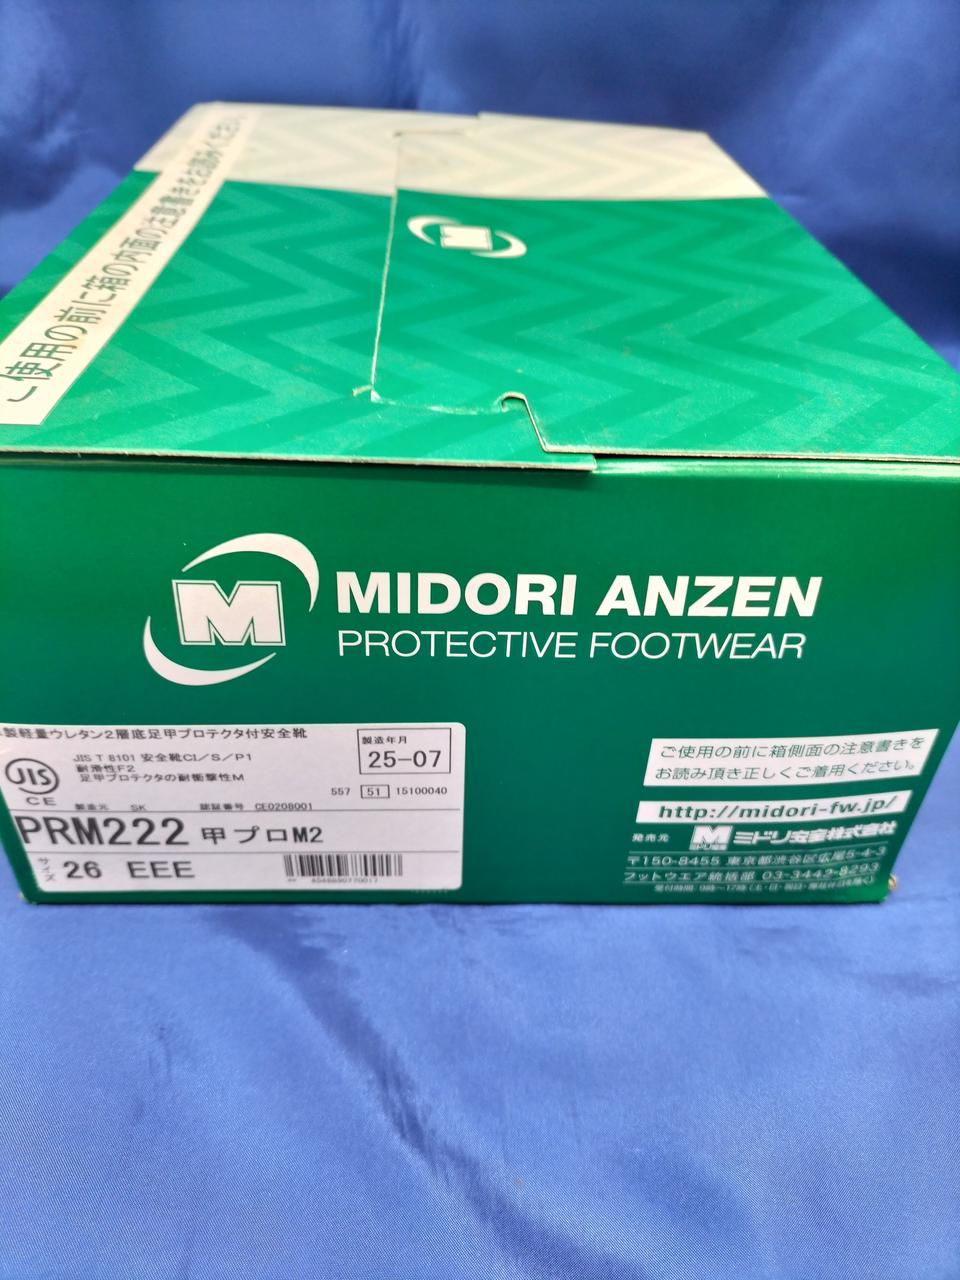 ご使用の前に箱の内面の注意書きをお読みください。
M
M
MIDORI ANZEN
PROTECTIVE FOOTWEAR
製軽量ウレタン2層底足甲プロテクタ付安全靴
JIS T 8101 安全靴CI/S/P1
耐滑性F2
足甲プロテクタの耐衝撃性M
製造年月
25-07
JIS
CE
557 51 15100040
製造元 SK 認証番号 CE0208001
PRM222 甲プロM2
サイズ 26 EEE
ご使用の前に箱側面の注意書きを
お読み頂き正しくご着用ください。
http://midori-fw.jp/
発売元 M ミドリ安全株式会社
〒150-8455 東京都渋谷区広尾5-4-3
フットウエア統括部 03-3442-8293